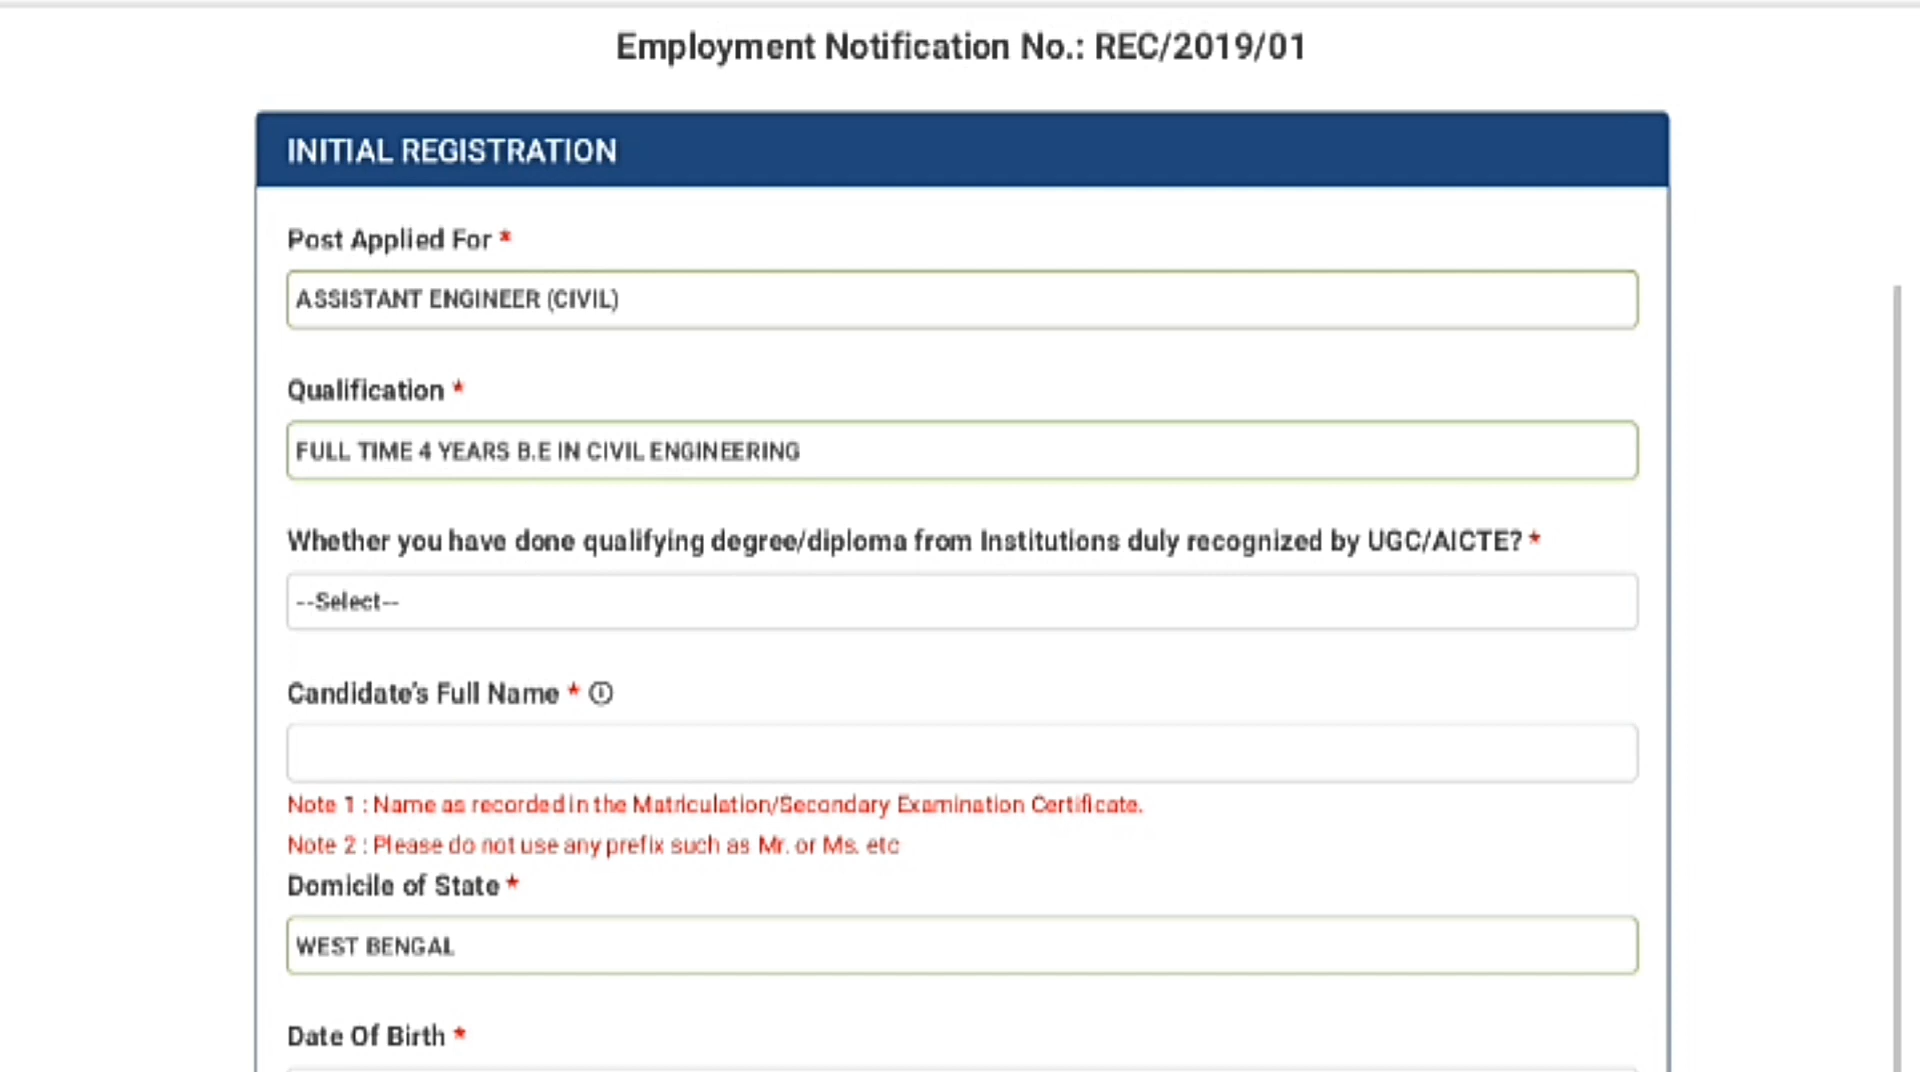 Employment Notification No.: REC/2019/01
INITIAL REGISTRATION
Post Applied For *
ASSISTANT ENGINEER (CIVIL)
Qualification *
FULL TIME 4 YEARS B.E IN CIVIL ENGINEERING
Whether you have done qualifying degree/diploma from Institutions duly recognized by UGC/AICTE? *
--Select--
Candidate's Full Name *
Note 1 : Name as recorded in the Matriculation/Secondary Examination Certificate.
Note 2 : Please do not use any prefix such as Mr. or Ms. etc
Domicile of State *
WEST BENGAL
Date Of Birth *